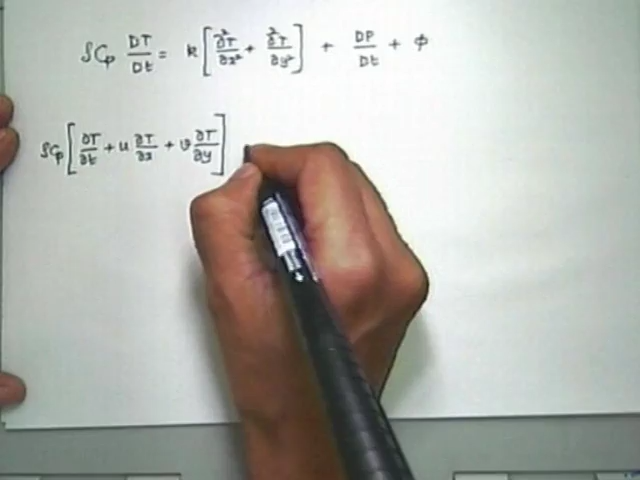 ρCp DT/Dt = k[∂²T/∂x² + ∂²T/∂y²] + DP/Dt + φ
ρCp[∂T/∂t + u ∂T/∂x + v ∂T/∂y]